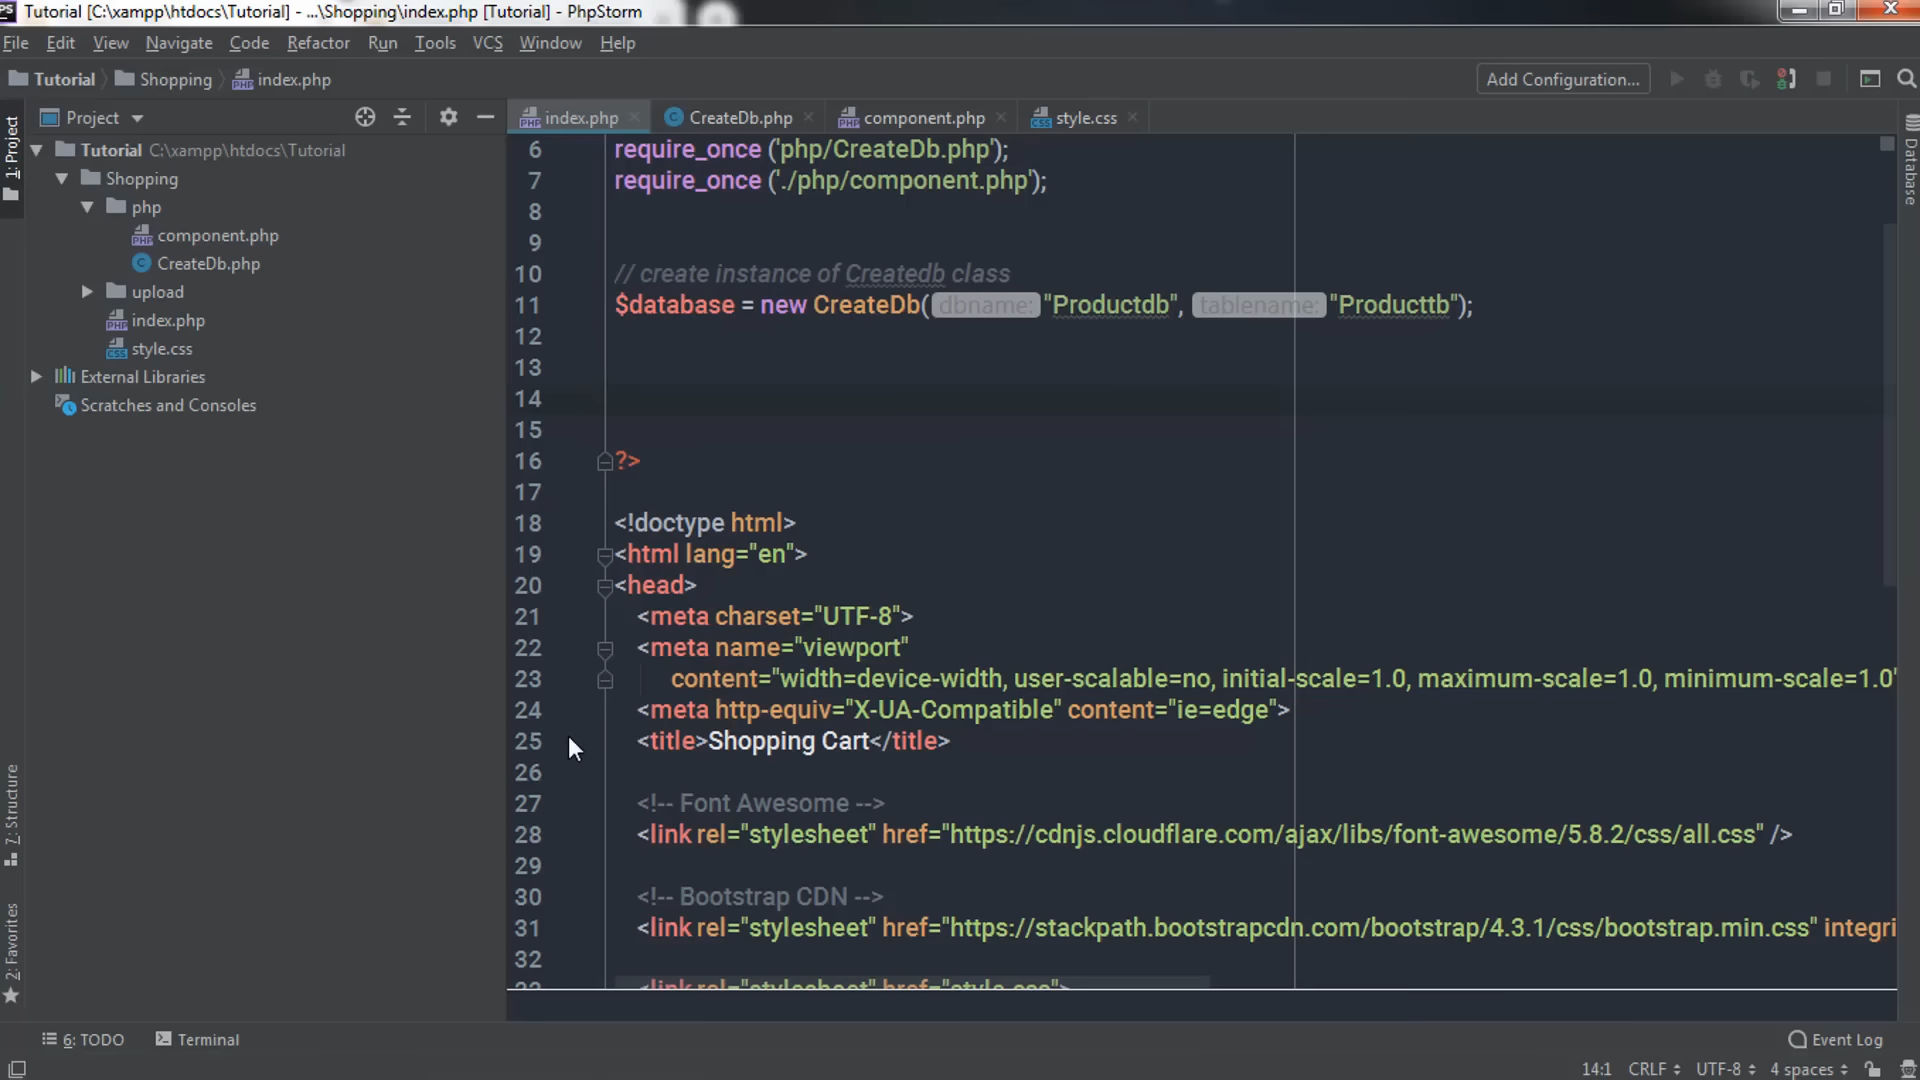 Tutorial [C:\xampp\htdocs\Tutorial] - ...\Shopping\index.php [Tutorial] - PhpStorm
File Edit View Navigate Code Refactor Run Tools VCS Window Help
Tutorial Shopping index.php Add Configuration...
1: Project
Project
Tutorial C:\xampp\htdocs\Tutorial
Shopping
php
component.php
CreateDb.php
upload
index.php
style.css
External Libraries
Scratches and Consoles
7: Structure
2: Favorites
index.php CreateDb.php component.php style.css
6 require_once ('php/CreateDb.php');
7 require_once ('./php/component.php');
8
9
10 // create instance of Createdb class
11 $database = new CreateDb( dbname: "Productdb", tablename: "Producttb");
12
13
14
15
16 ?>
17
18 <!doctype html>
19 <html lang="en">
20 <head>
21 <meta charset="UTF-8">
22 <meta name="viewport"
23 content="width=device-width, user-scalable=no, initial-scale=1.0, maximum-scale=1.0, minimum-scale=1.0"
24 <meta http-equiv="X-UA-Compatible" content="ie=edge">
25 <title>Shopping Cart</title>
26
27 <!-- Font Awesome -->
28 <link rel="stylesheet" href="https://cdnjs.cloudflare.com/ajax/libs/font-awesome/5.8.2/css/all.css" />
29
30 <!-- Bootstrap CDN -->
31 <link rel="stylesheet" href="https://stackpath.bootstrapcdn.com/bootstrap/4.3.1/css/bootstrap.min.css" integri
32
33 <link rel="stylesheet" href="style.css">
Database
6: TODO Terminal Event Log
14:1 CRLF UTF-8 4 spaces